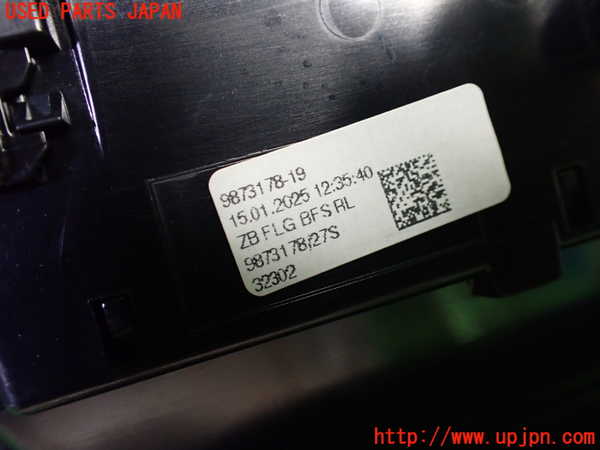 USED PARTS JAPAN
9873178-19
15.01.2025 12:35:40
ZB FLG BFS RL
9873178/27S
32302
http://www.upjpn.com